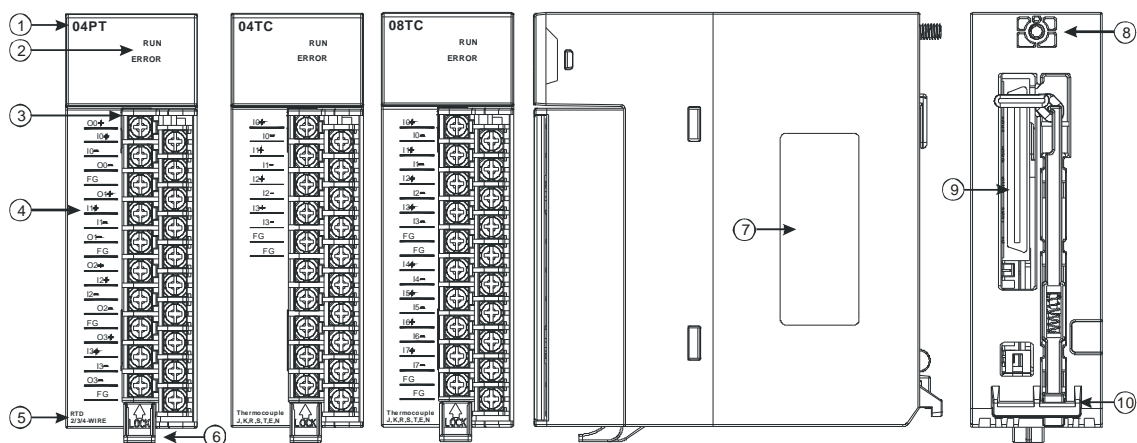 1
04PT
2
RUN
ERROR
3
O0+
I0+
I0-
O0-
FG
O1+
4
I1+
I1-
O1-
FG
O2+
I2+
I2-
O2-
FG
O3+
I3+
I3-
O3-
FG
5
RTD
2/3/4-WIRE
LOCK
6
04TC
RUN
ERROR
I0+
I0-
I1+
I1-
I2+
I2-
I3+
I3-
FG
FG
Thermocouple
J,K,R,S,T,E,N
LOCK
08TC
RUN
ERROR
I0+
I0-
I1+
I1-
I2+
I2-
I3+
I3-
FG
FG
I4+
I4-
I5+
I5-
I6+
I6-
I7+
I7-
FG
FG
Thermocouple
J,K,R,S,T,E,N
LOCK
7
8
9
10